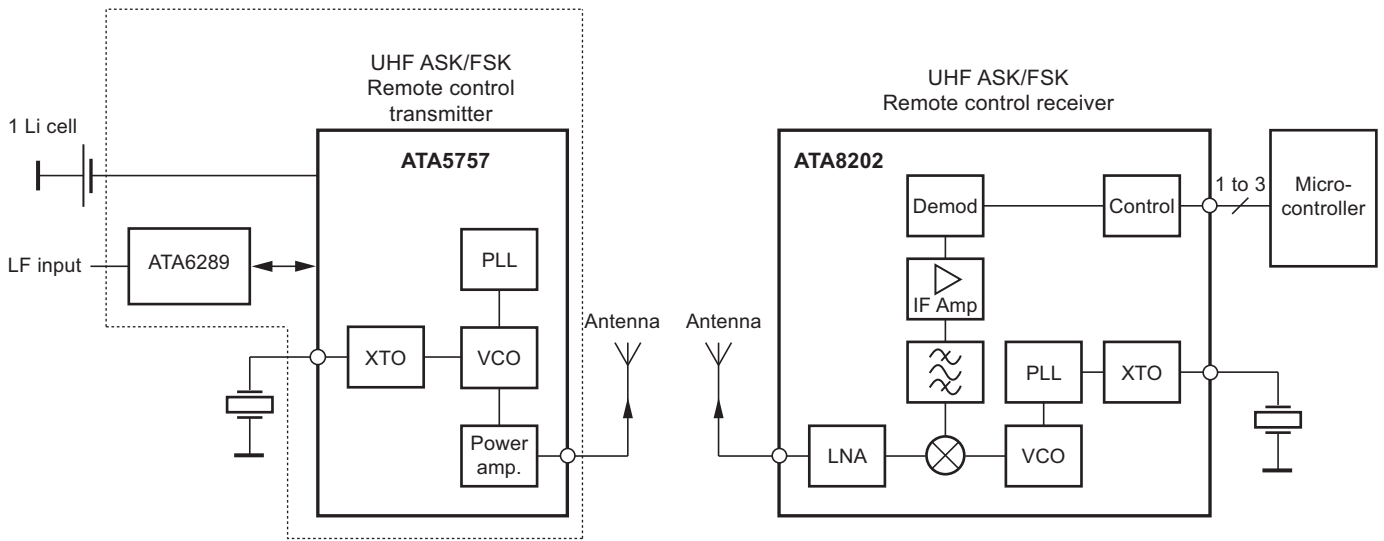 UHF ASK/FSK
Remote control
transmitter
1 Li cell
ATA5757
LF input
ATA6289
PLL
XTO
VCO
Power
amp.
Antenna
Antenna
UHF ASK/FSK
Remote control receiver
ATA8202
Demod
Control
1 to 3
Micro-
controller
IF Amp
PLL
XTO
LNA
VCO